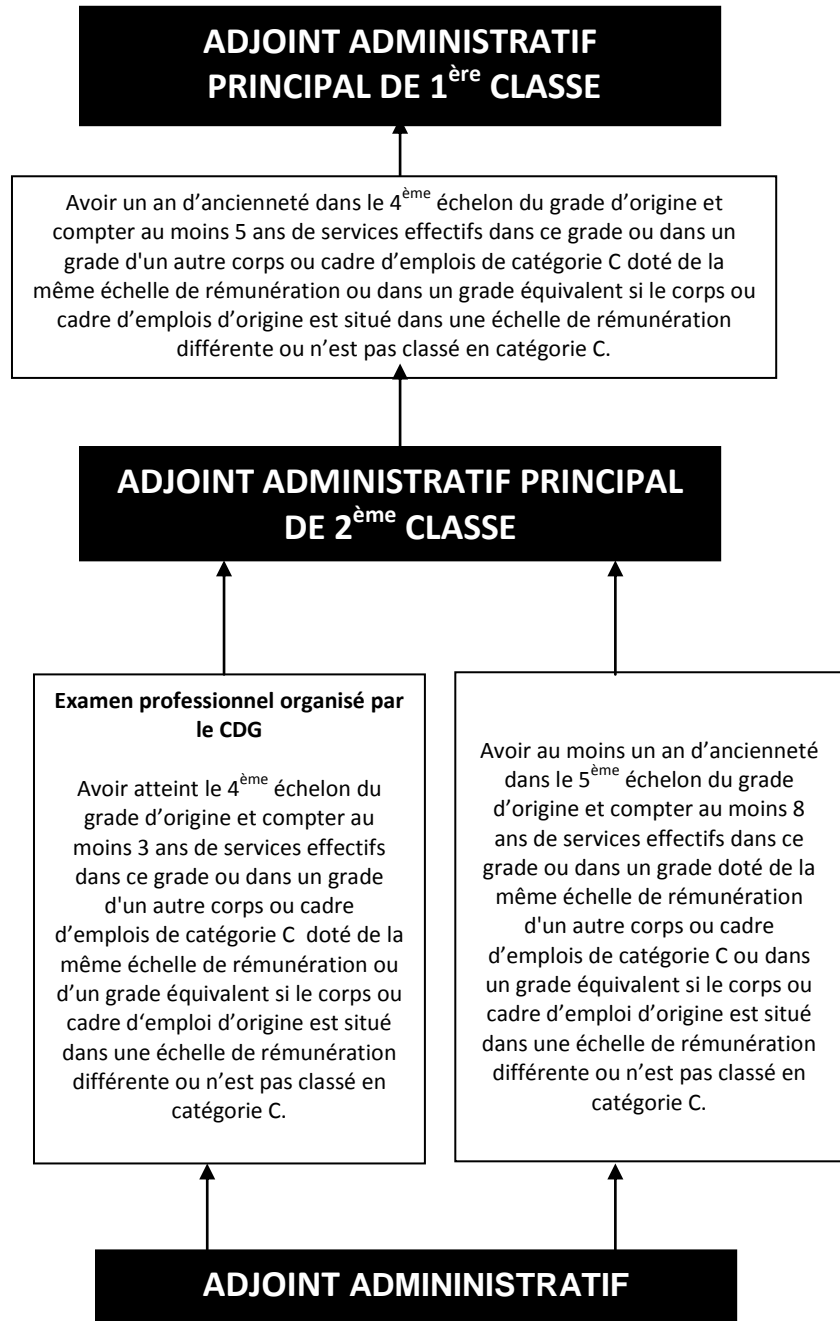 ADJOINT ADMINISTRATIF
PRINCIPAL DE 1ère CLASSE
Avoir un an d’ancienneté dans le 4ème échelon du grade d’origine et
compter au moins 5 ans de services effectifs dans ce grade ou dans un
grade d'un autre corps ou cadre d’emplois de catégorie C doté de la
même échelle de rémunération ou dans un grade équivalent si le corps ou
cadre d’emplois d’origine est situé dans une échelle de rémunération
différente ou n’est pas classé en catégorie C.
ADJOINT ADMINISTRATIF PRINCIPAL
DE 2ème CLASSE
Examen professionnel organisé par
le CDG
Avoir atteint le 4ème échelon du
grade d’origine et compter au
moins 3 ans de services effectifs
dans ce grade ou dans un grade
d'un autre corps ou cadre
d’emplois de catégorie C doté de la
même échelle de rémunération ou
d’un grade équivalent si le corps ou
cadre d‘emploi d’origine est situé
dans une échelle de rémunération
différente ou n’est pas classé en
catégorie C.
Avoir au moins un an d’ancienneté
dans le 5ème échelon du grade
d’origine et compter au moins 8
ans de services effectifs dans ce
grade ou dans un grade doté de la
même échelle de rémunération
d'un autre corps ou cadre
d’emplois de catégorie C ou dans
un grade équivalent si le corps ou
cadre d’emploi d’origine est situé
dans une échelle de rémunération
différente ou n’est pas classé en
catégorie C.
ADJOINT ADMININISTRATIF